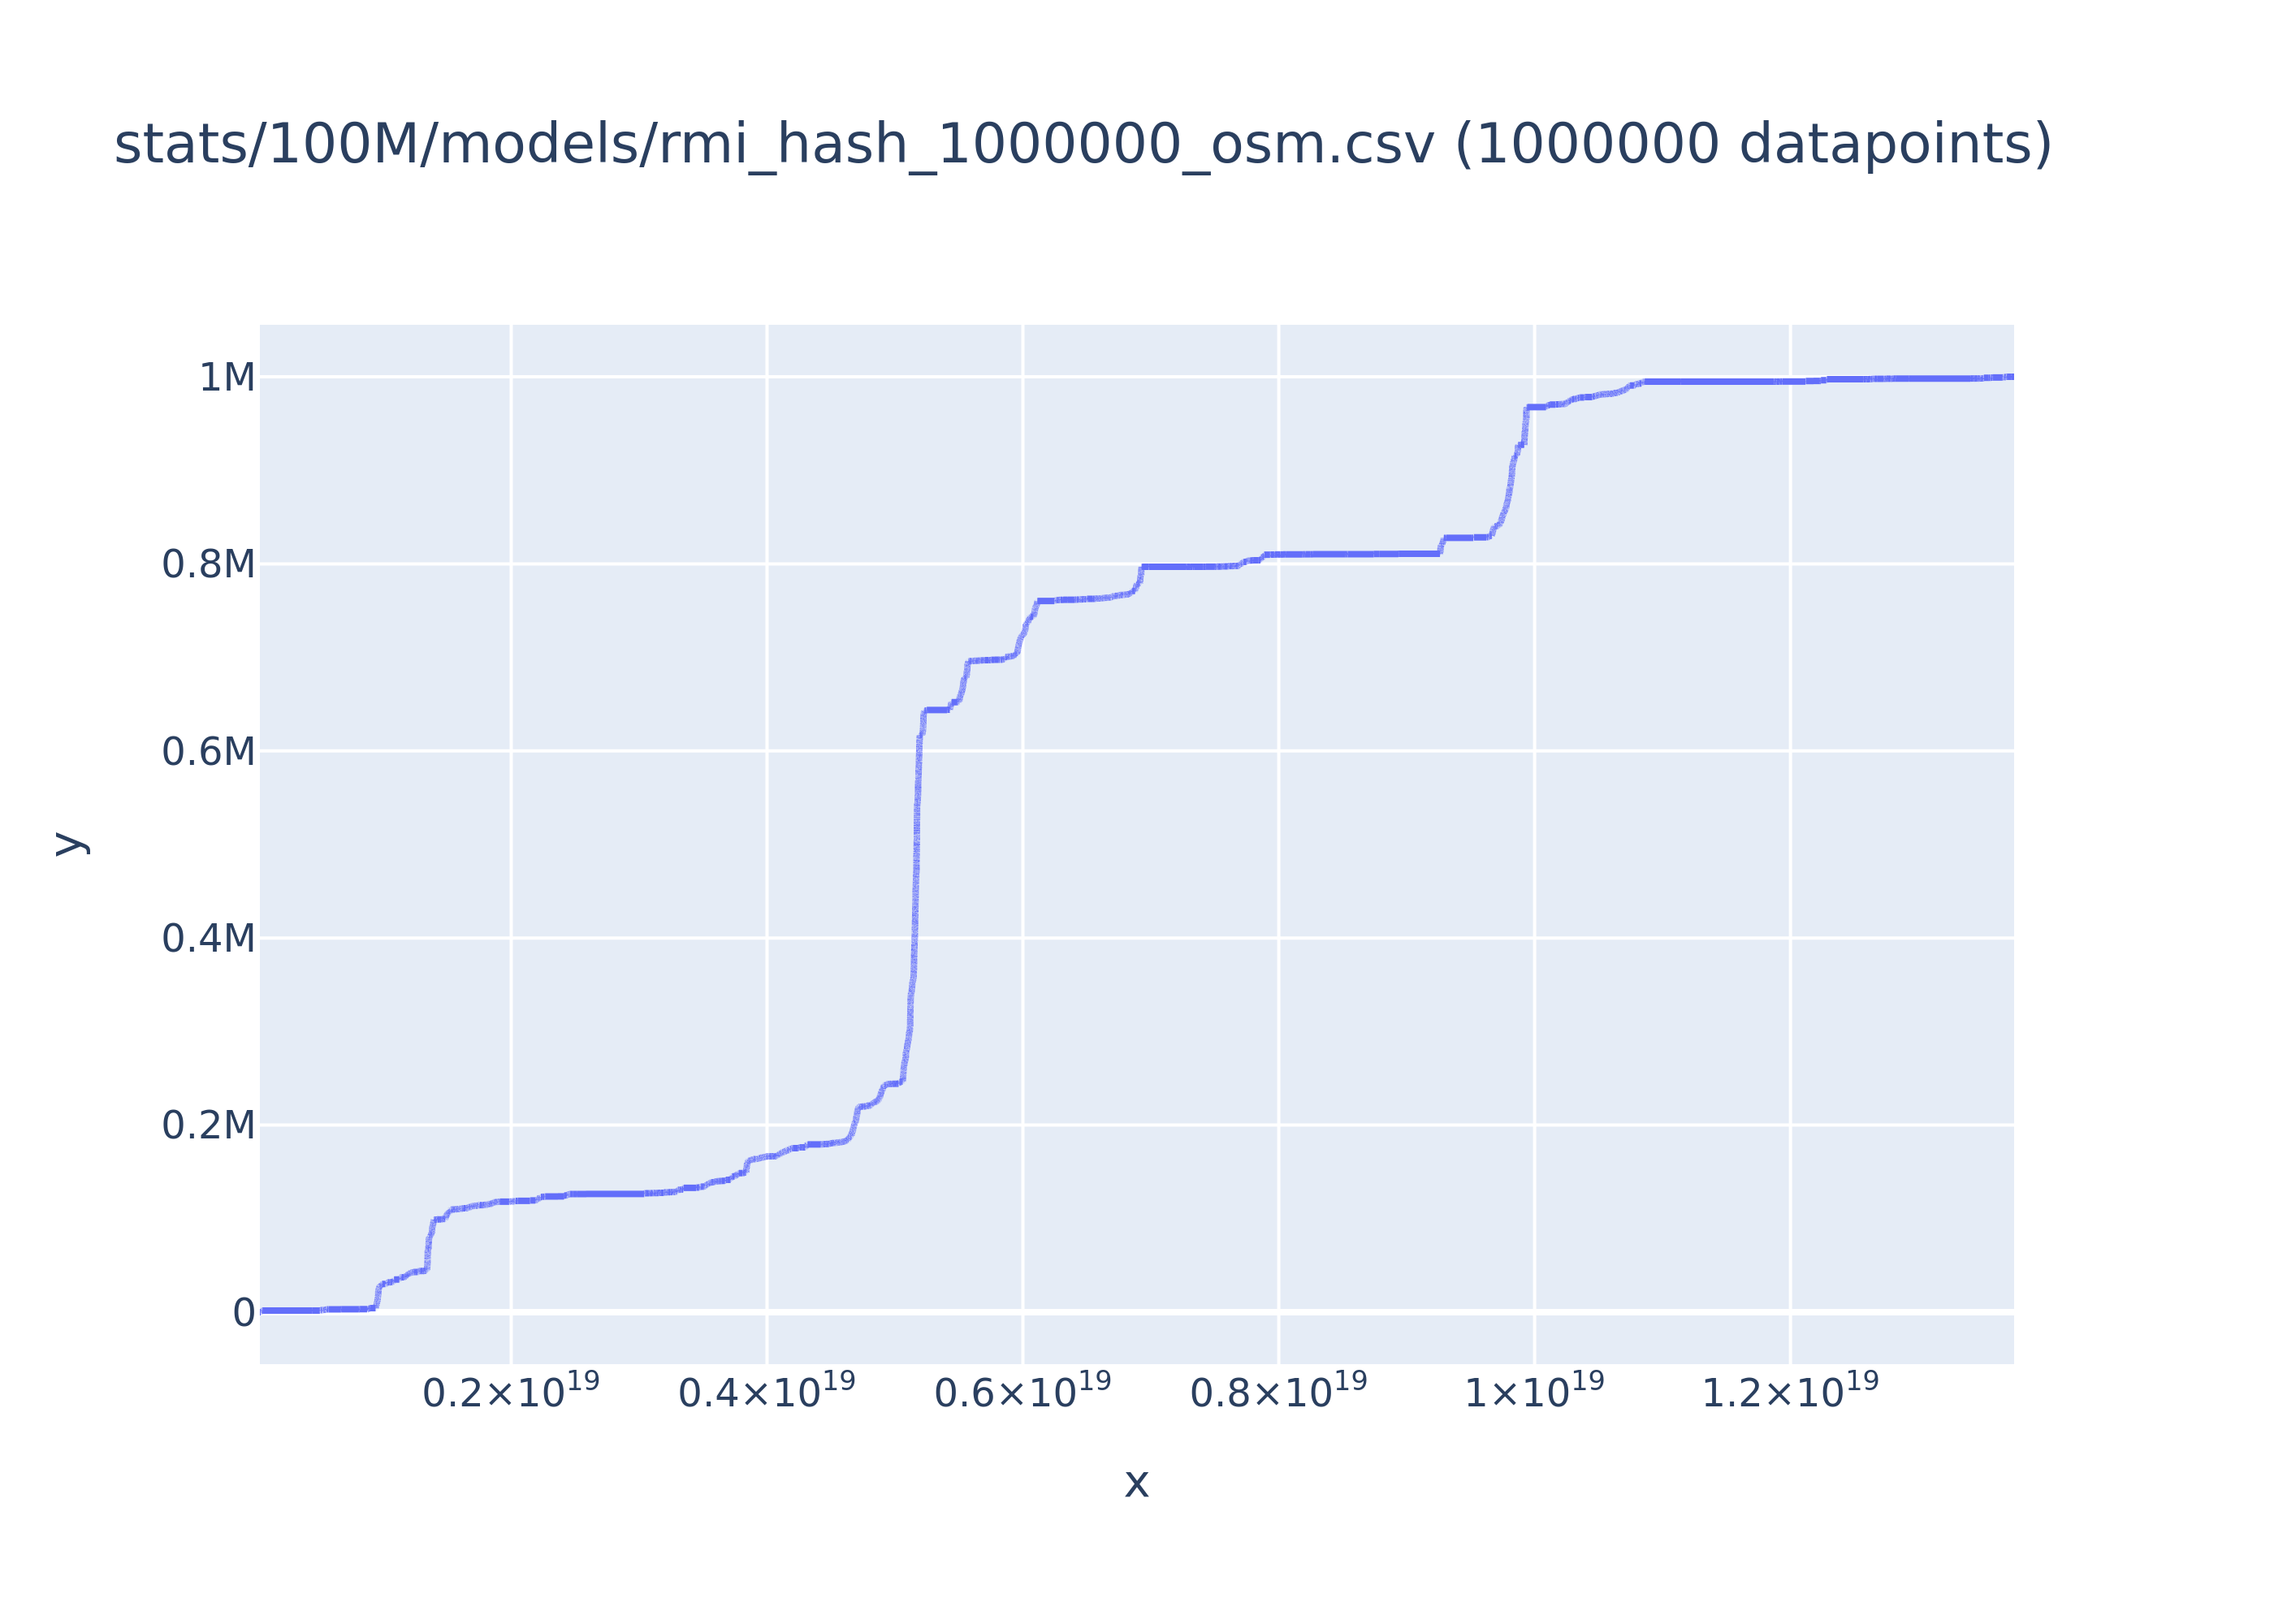 stats/100M/models/rmi_hash_1000000_osm.csv (1000000 datapoints)
1M
0.8M
0.6M
0.4M
0.2M
0
y
0.2×10¹⁹
0.4×10¹⁹
0.6×10¹⁹
0.8×10¹⁹
1×10¹⁹
1.2×10¹⁹
x